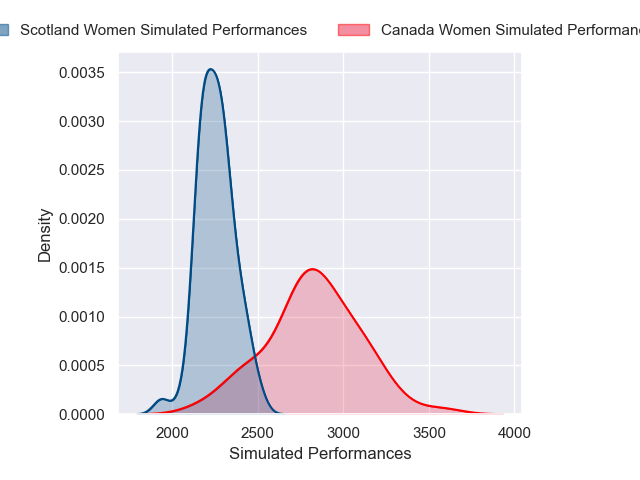 Scotland Women Simulated Performances
Canada Women Simulated
0.0035
0.0030
0.0025
0.0020
0.0015
0.0010
0.0005
0.0000
Density
2000 2500 3000 3500 4000
Simulated Performances